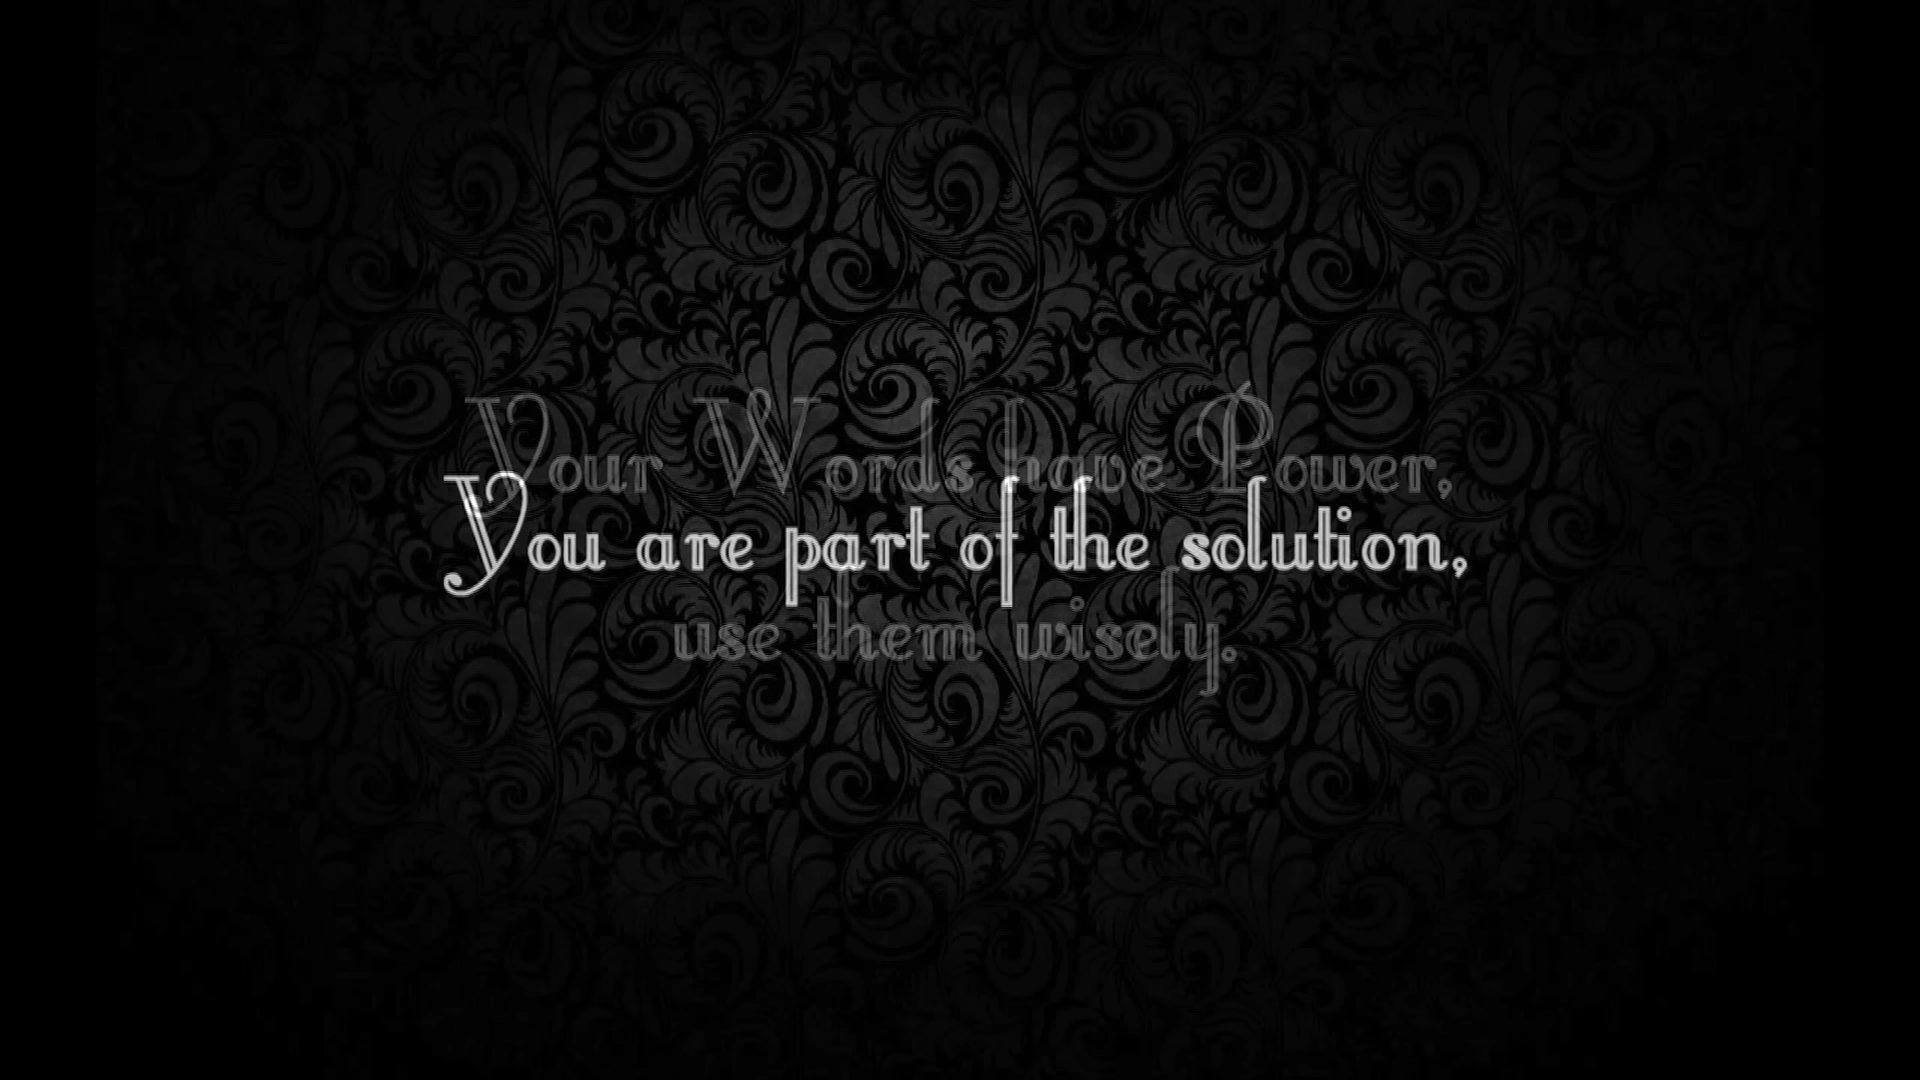 Your Words have Power,
You are part of the solution,
use them wisely.